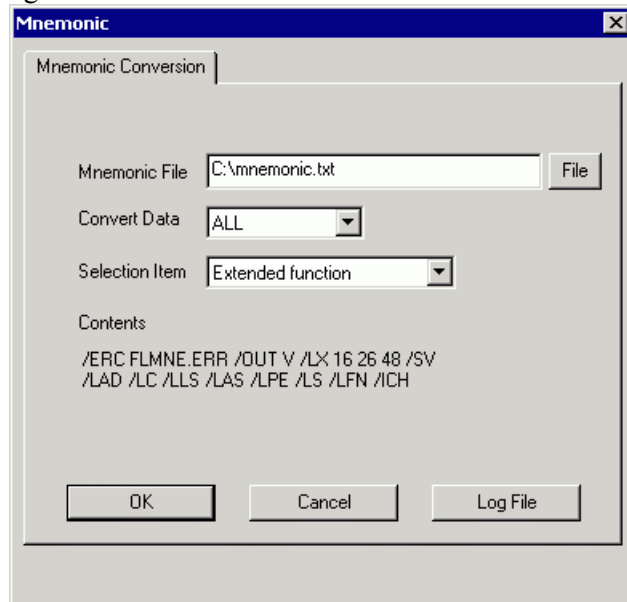 Mnemonic
Mnemonic Conversion
Mnemonic File C:\mnemonic.txt File
Convert Data ALL
Selection Item Extended function
Contents
/ERC FLMNE.ERR /OUT V /LX 16 26 48 /SV
/LAD /LC /LLS /LAS /LPE /LS /LFN /ICH
OK Cancel Log File